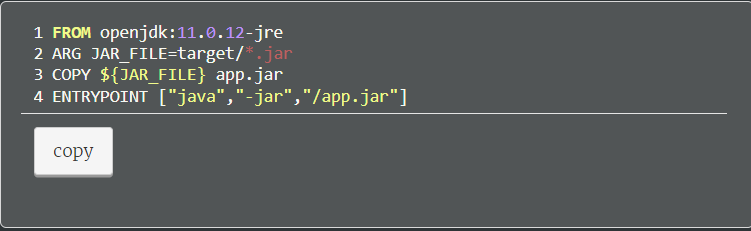 1 FROM openjdk:11.0.12-jre
2 ARG JAR_FILE=target/*.jar
3 COPY ${JAR_FILE} app.jar
4 ENTRYPOINT ["java","-jar","/app.jar"]
copy